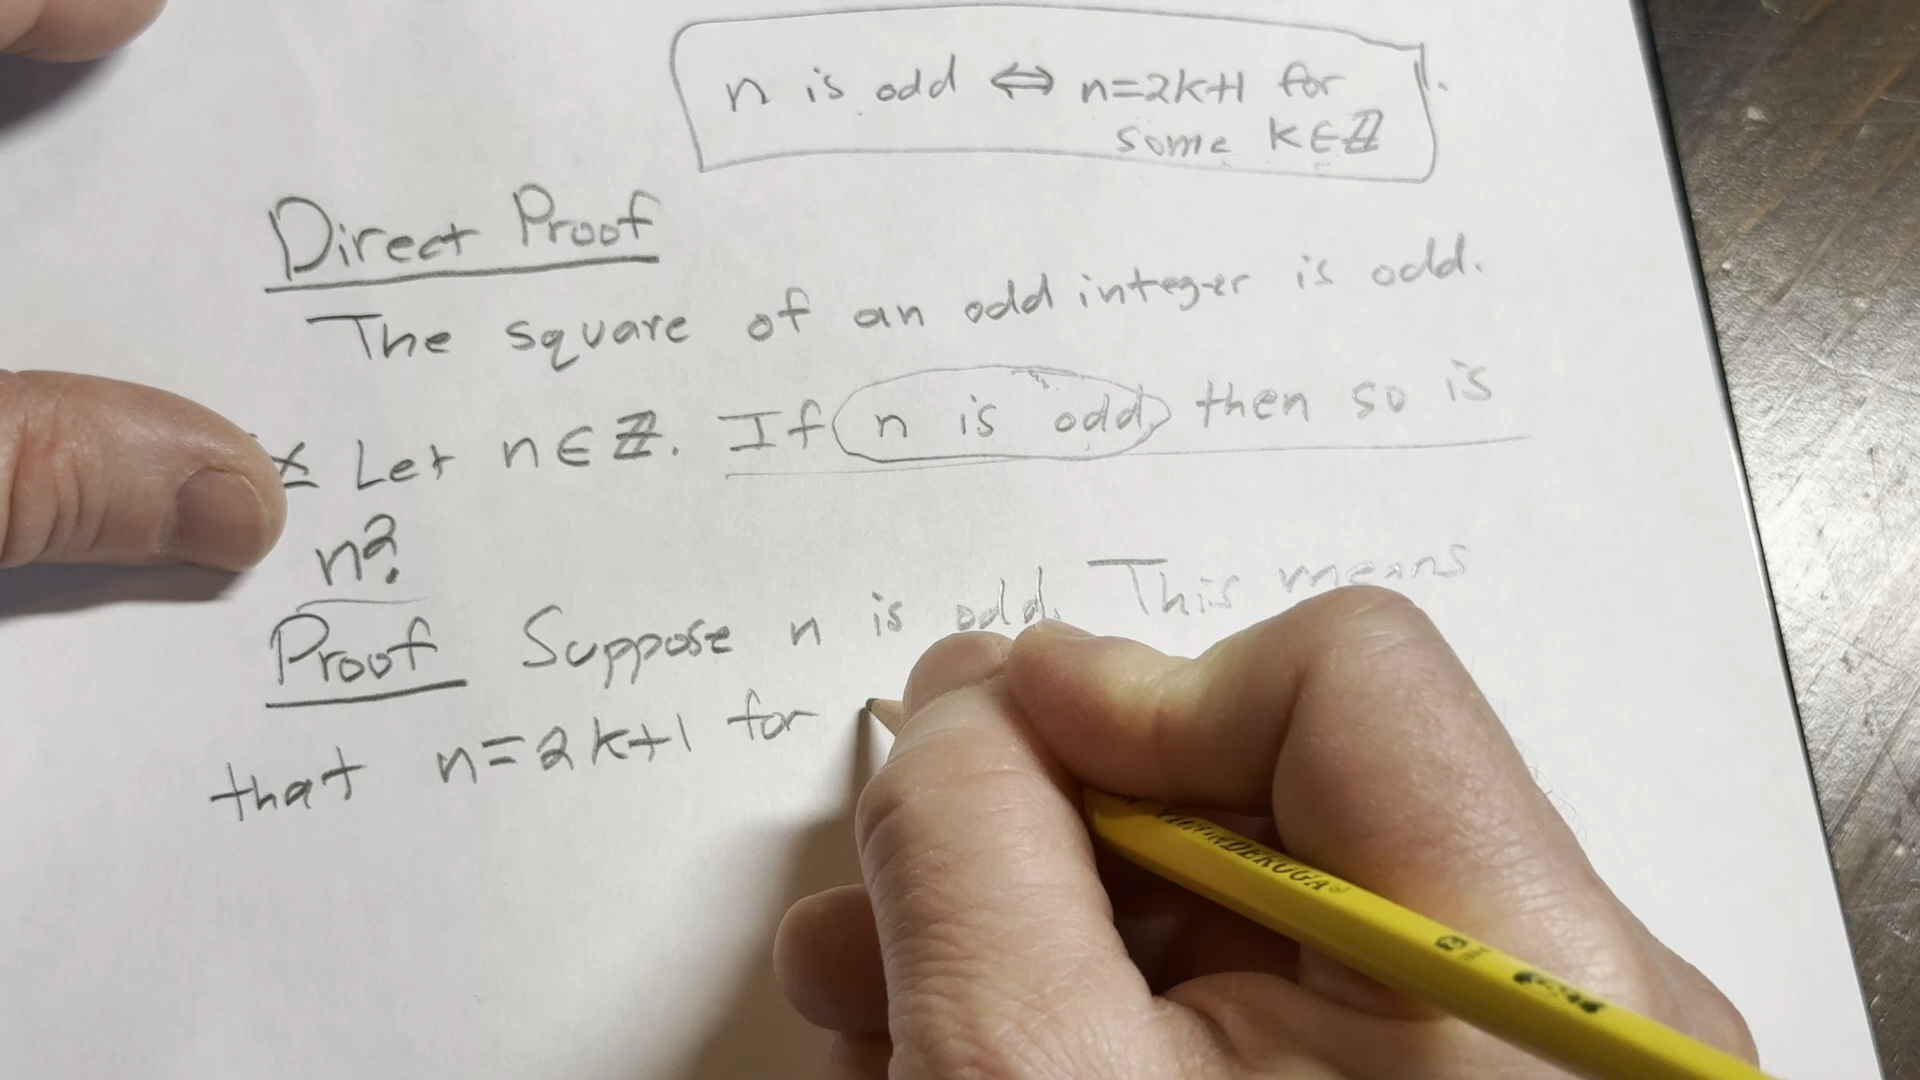 n is odd ⇔ n=2k+1 for
some k∈ℤ
Direct Proof
The square of an odd integer is odd.
Let n∈ℤ. If n is odd, then so is
n².
Proof Suppose n is odd. This means
that n=2k+1 for